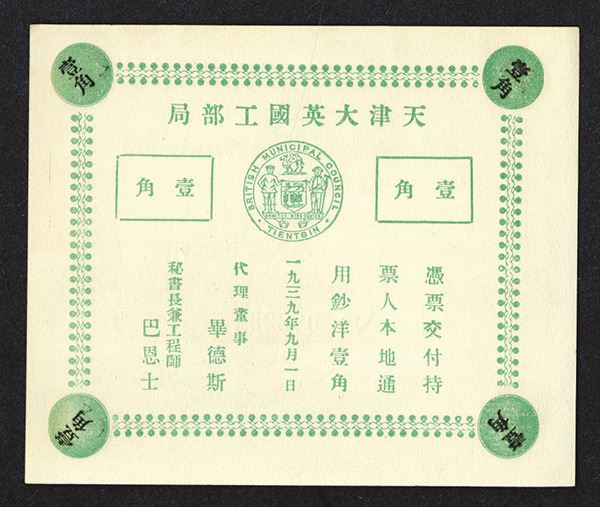 壹角
壹角
天津大英國工部局
壹角
BRITISH MUNICIPAL COUNCIL
TIENTSIN
壹角
憑票交付持
票人本地通
用鈔洋壹角
一九三九年九月一日
代理董事
畢德斯
秘書長兼工程師
巴恩士
壹角
壹角